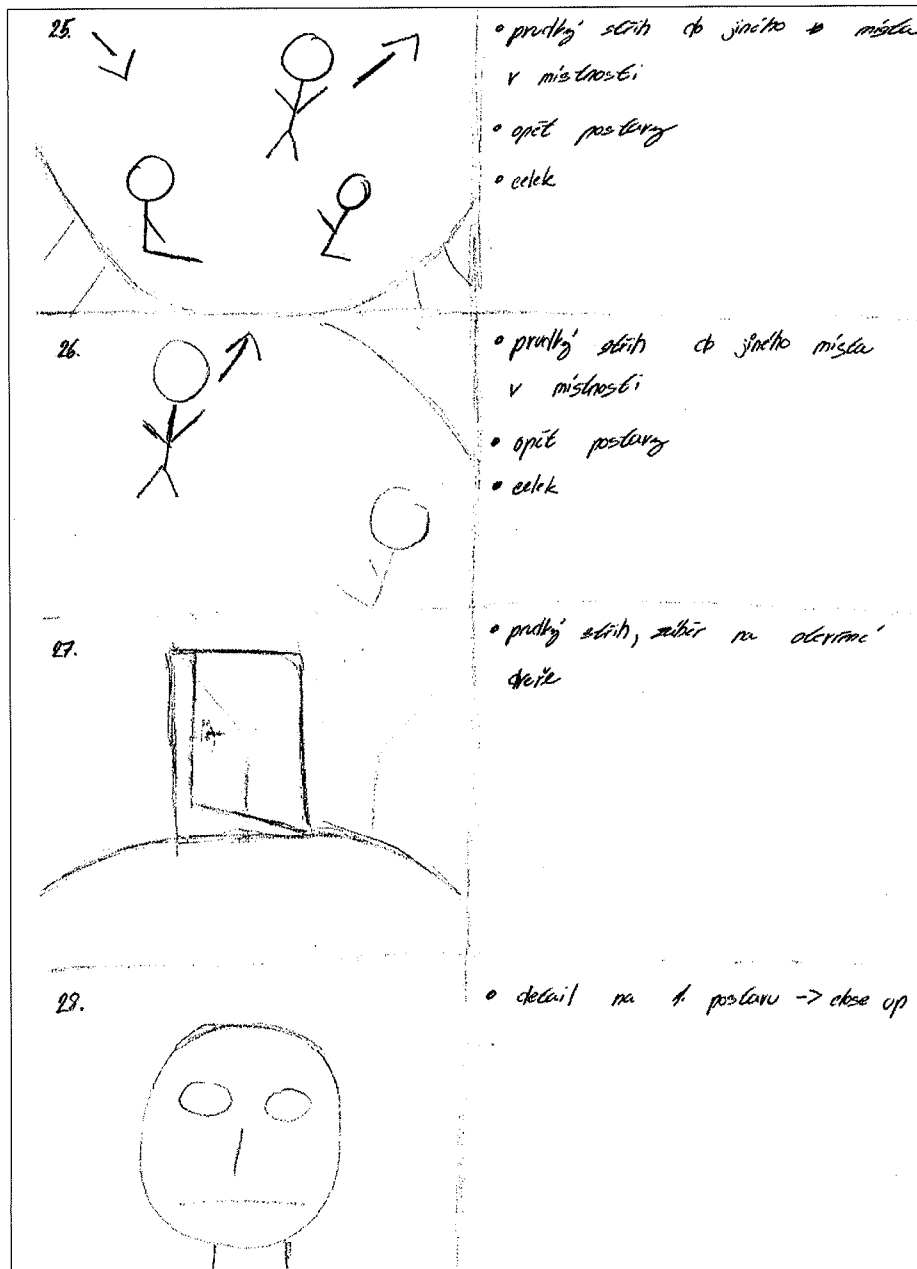 25.
• prudký střih do jiného místa
v místnosti
• opět postavy
• celek
26.
• prudký střih do jiného místa
v místnosti
• opět postavy
• celek
27.
• prudký střih, záběr na otevřené
dveře
28.
• detail na 1. postavu -> close up